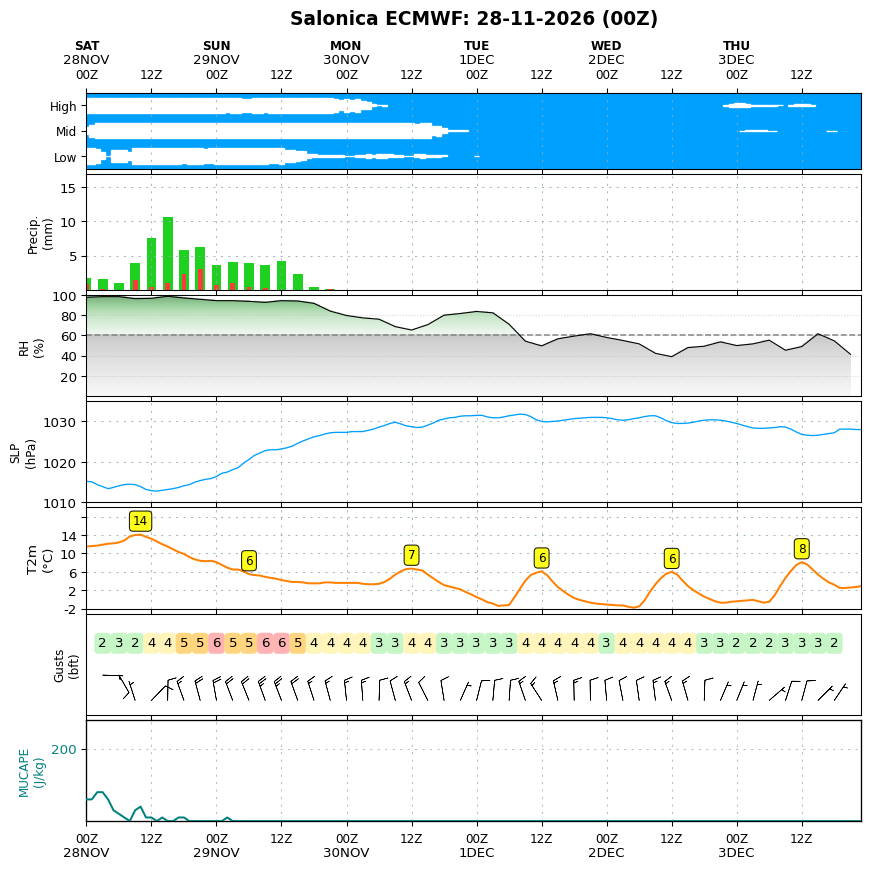 Salonica ECMWF: 28-11-2026 (00Z)
SAT SUN MON TUE WED THU
28NOV 29NOV 30NOV 1DEC 2DEC 3DEC
00Z 12Z 00Z 12Z 00Z 12Z 00Z 12Z 00Z 12Z 00Z 12Z
High
Mid
Low
Precip.
(mm)
15
10
5
RH
(%)
100
80
60
40
20
SLP
(hPa)
1030
1020
1010
T2m
(°C)
14
10
6
2
-2
14 6 7 6 6 8
Gusts
(bft)
2 3 2 4 4 5 5 6 5 5 6 6 5 4 4 4 4 3 3 4 4 3 3 3 3 3 4 4 4 4 4 3 4 4 4 4 4 3 3 2 2 2 3 3 3 2
MUCAPE
(J/kg)
200
00Z 12Z 00Z 12Z 00Z 12Z 00Z 12Z 00Z 12Z 00Z 12Z
28NOV 29NOV 30NOV 1DEC 2DEC 3DEC